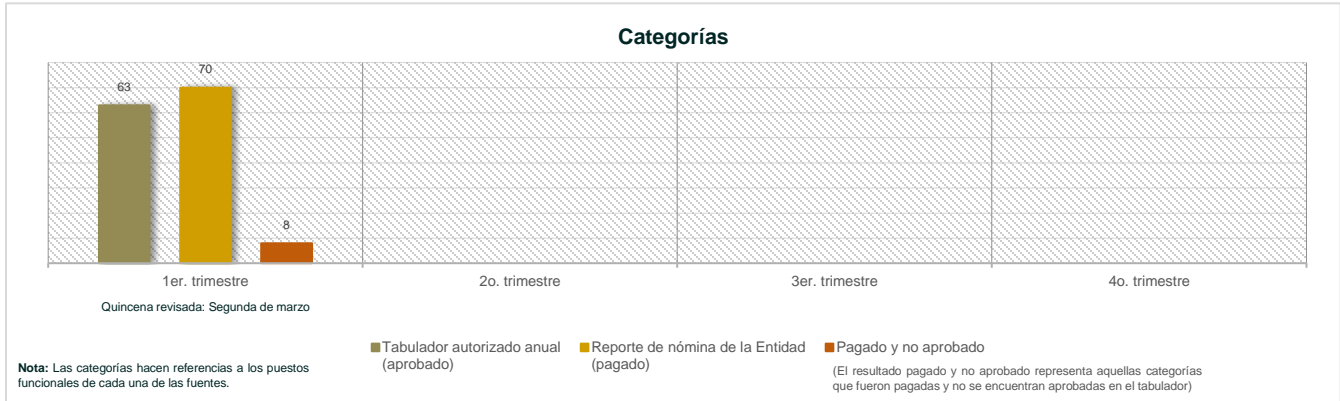 Categorías
63
70
8
1er. trimestre
2o. trimestre
3er. trimestre
4o. trimestre
Quincena revisada: Segunda de marzo
Tabulador autorizado anual
(aprobado)
Reporte de nómina de la Entidad
(pagado)
Pagado y no aprobado
Nota: Las categorías hacen referencias a los puestos
funcionales de cada una de las fuentes.
(El resultado pagado y no aprobado representa aquellas categorías
que fueron pagadas y no se encuentran aprobadas en el tabulador)